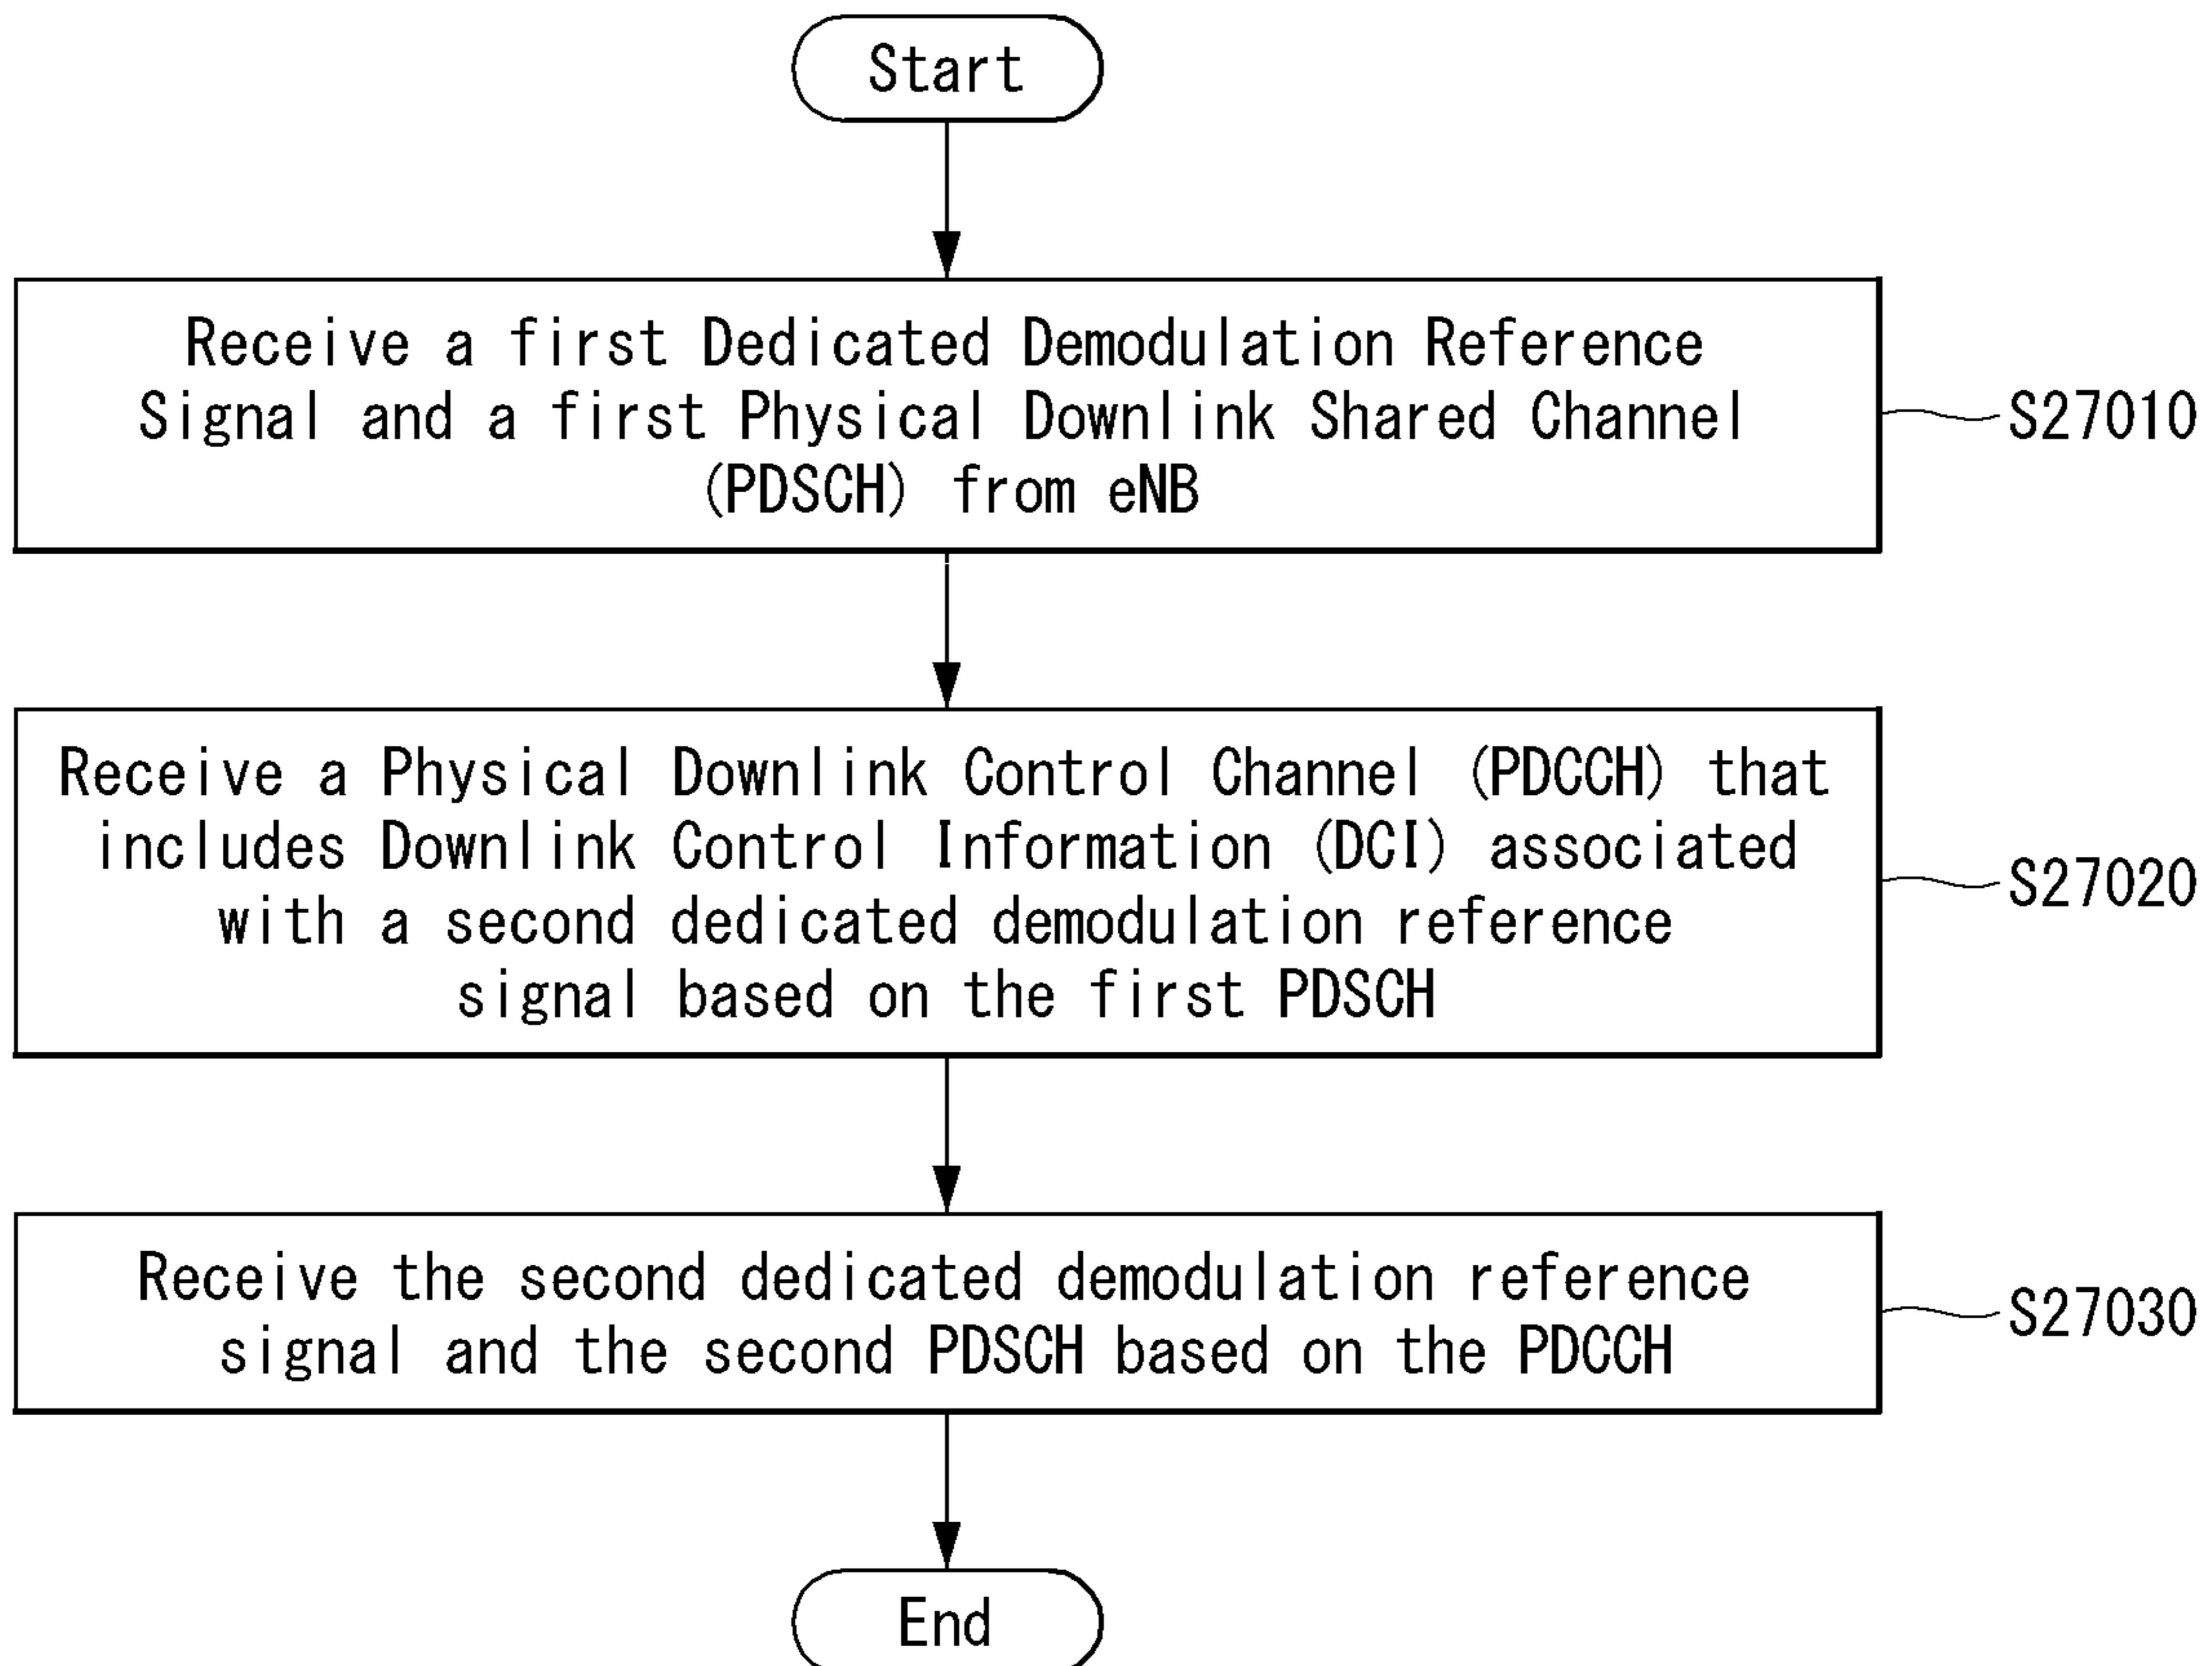 Start
Receive a first Dedicated Demodulation Reference
Signal and a first Physical Downlink Shared Channel
(PDSCH) from eNB
S27010
Receive a Physical Downlink Control Channel (PDCCH) that
includes Downlink Control Information (DCI) associated
with a second dedicated demodulation reference
signal based on the first PDSCH
S27020
Receive the second dedicated demodulation reference
signal and the second PDSCH based on the PDCCH
S27030
End